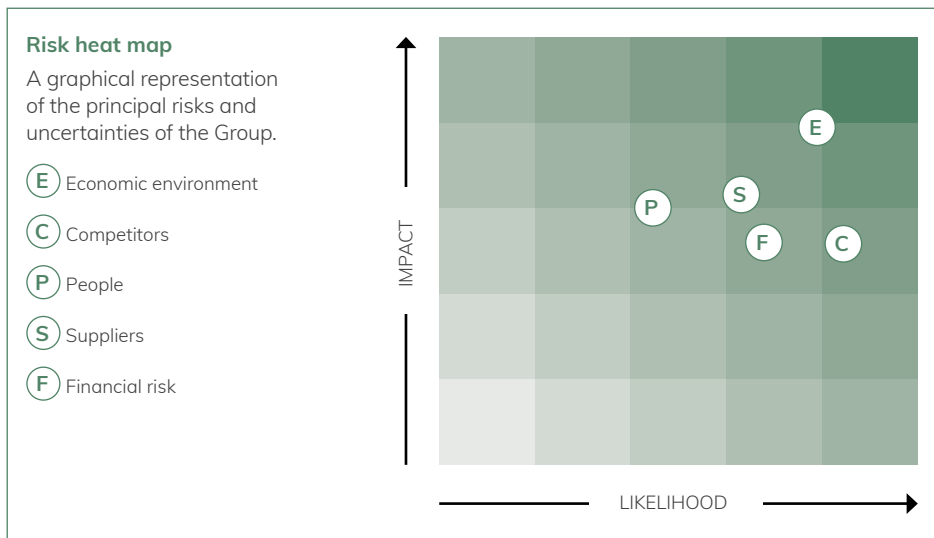 Risk heat map
A graphical representation
of the principal risks and
uncertainties of the Group.
E Economic environment
C Competitors
P People
S Suppliers
F Financial risk
IMPACT
E
S
P
F
C
LIKELIHOOD